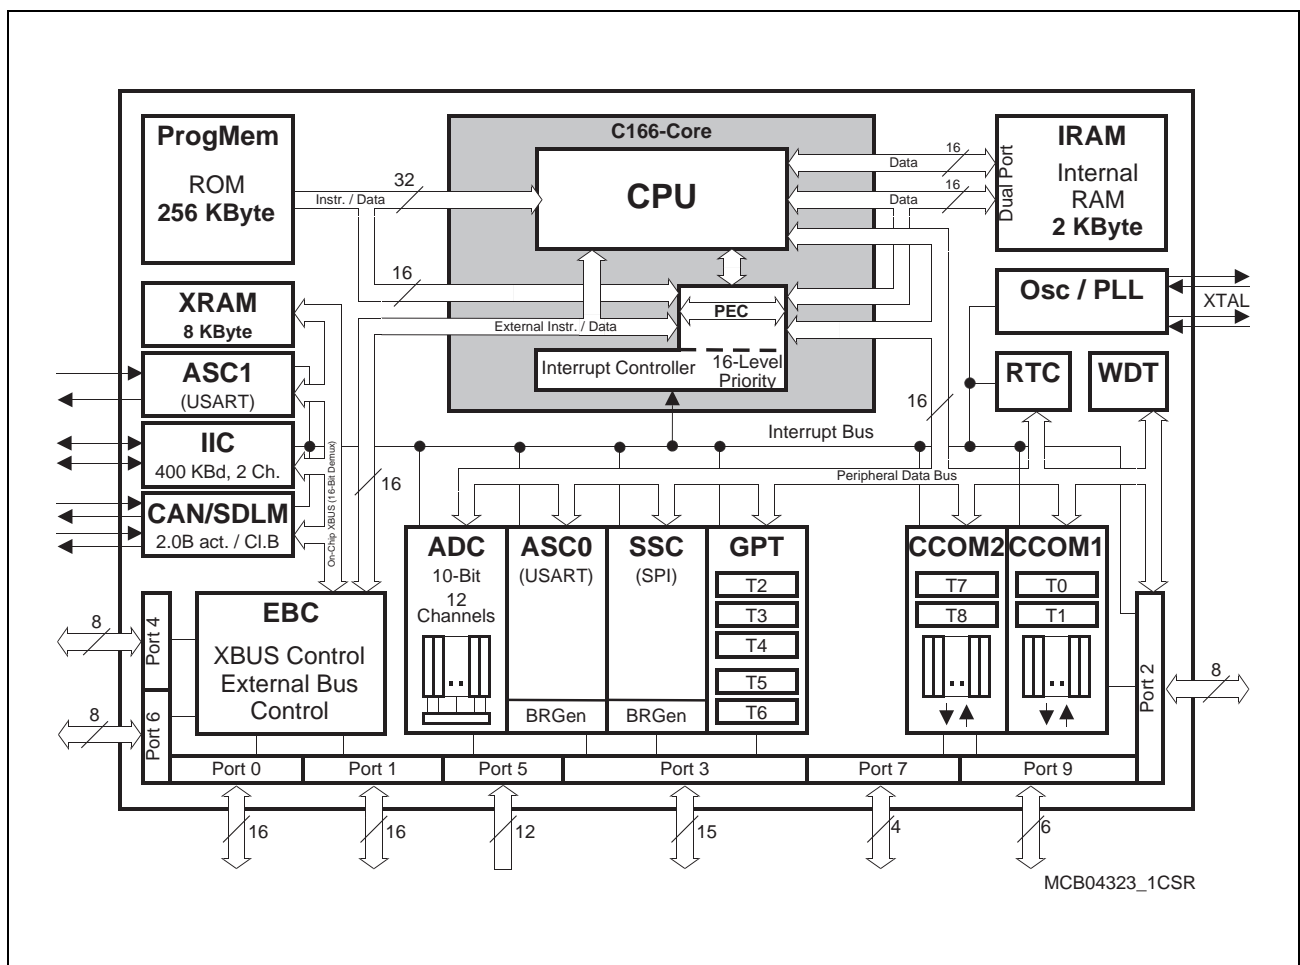 C166-Core
ProgMem
ROM
256 KByte
32
Instr. / Data
CPU
16
Data
16
Data
Dual Port
IRAM
Internal
RAM
2 KByte
16
PEC
External Instr. / Data
Interrupt Controller
16-Level
Priority
XRAM
8 KByte
Osc / PLL
XTAL
ASC1
(USART)
RTC
WDT
16
IIC
400 KBd, 2 Ch.
Interrupt Bus
Peripheral Data Bus
16
CAN/SDLM
2.0B act. / Cl.B
On-Chip XBUS (16-Bit Demux)
ADC
10-Bit
12
Channels
ASC0
(USART)
BRGen
SSC
(SPI)
BRGen
GPT
T2
T3
T4
T5
T6
CCOM2
T7
T8
..
CCOM1
T0
T1
..
..
EBC
XBUS Control
External Bus
Control
8
Port 4
8
Port 6
Port 2
8
Port 0
Port 1
Port 5
Port 3
Port 7
Port 9
16
16
12
15
4
6
MCB04323_1CSR